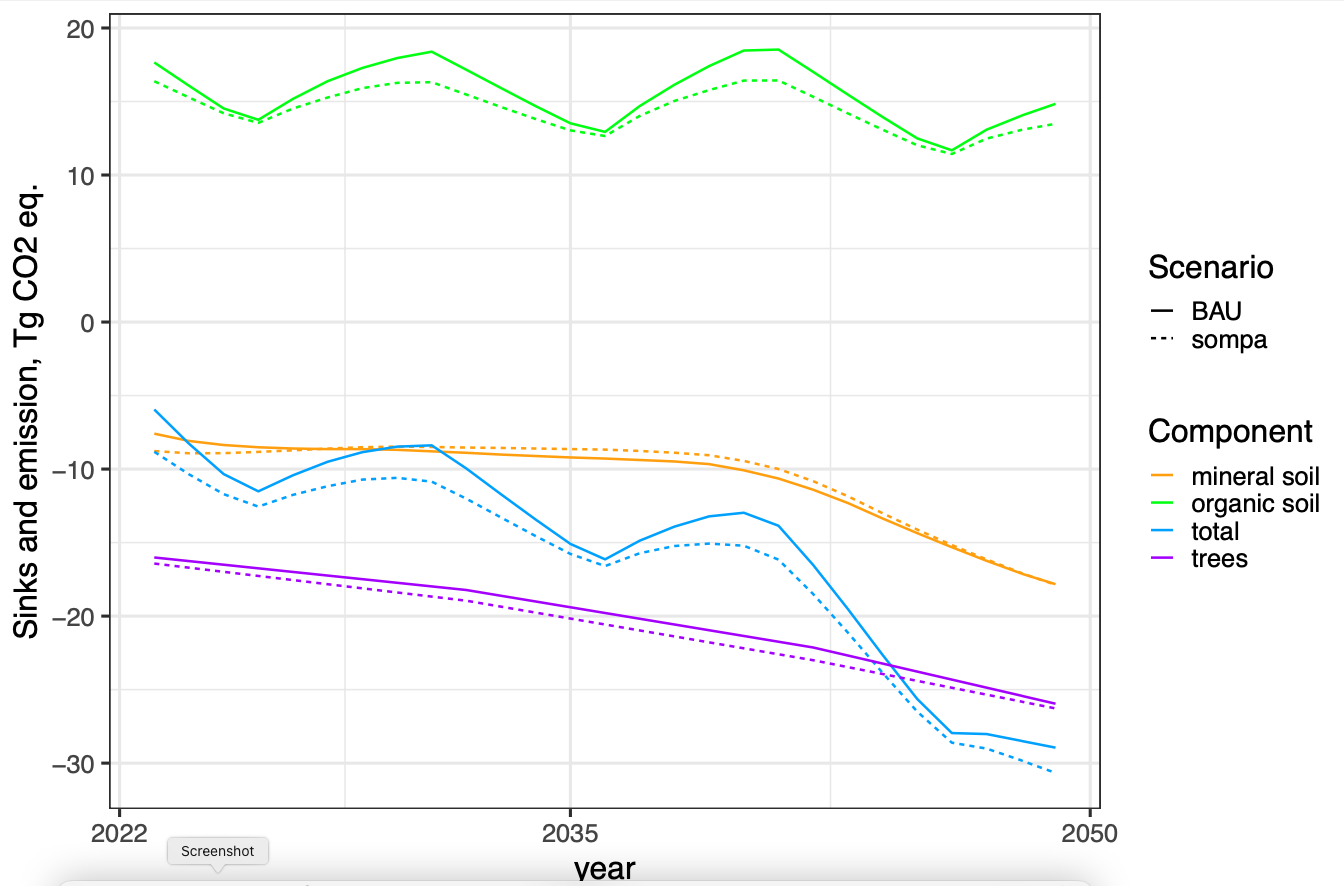 20
10
0
−10
−20
−30
Sinks and emission, Tg CO2 eq.
2022
2035
2050
year
Scenario
BAU
sompa
Component
mineral soil
organic soil
total
trees
Screenshot